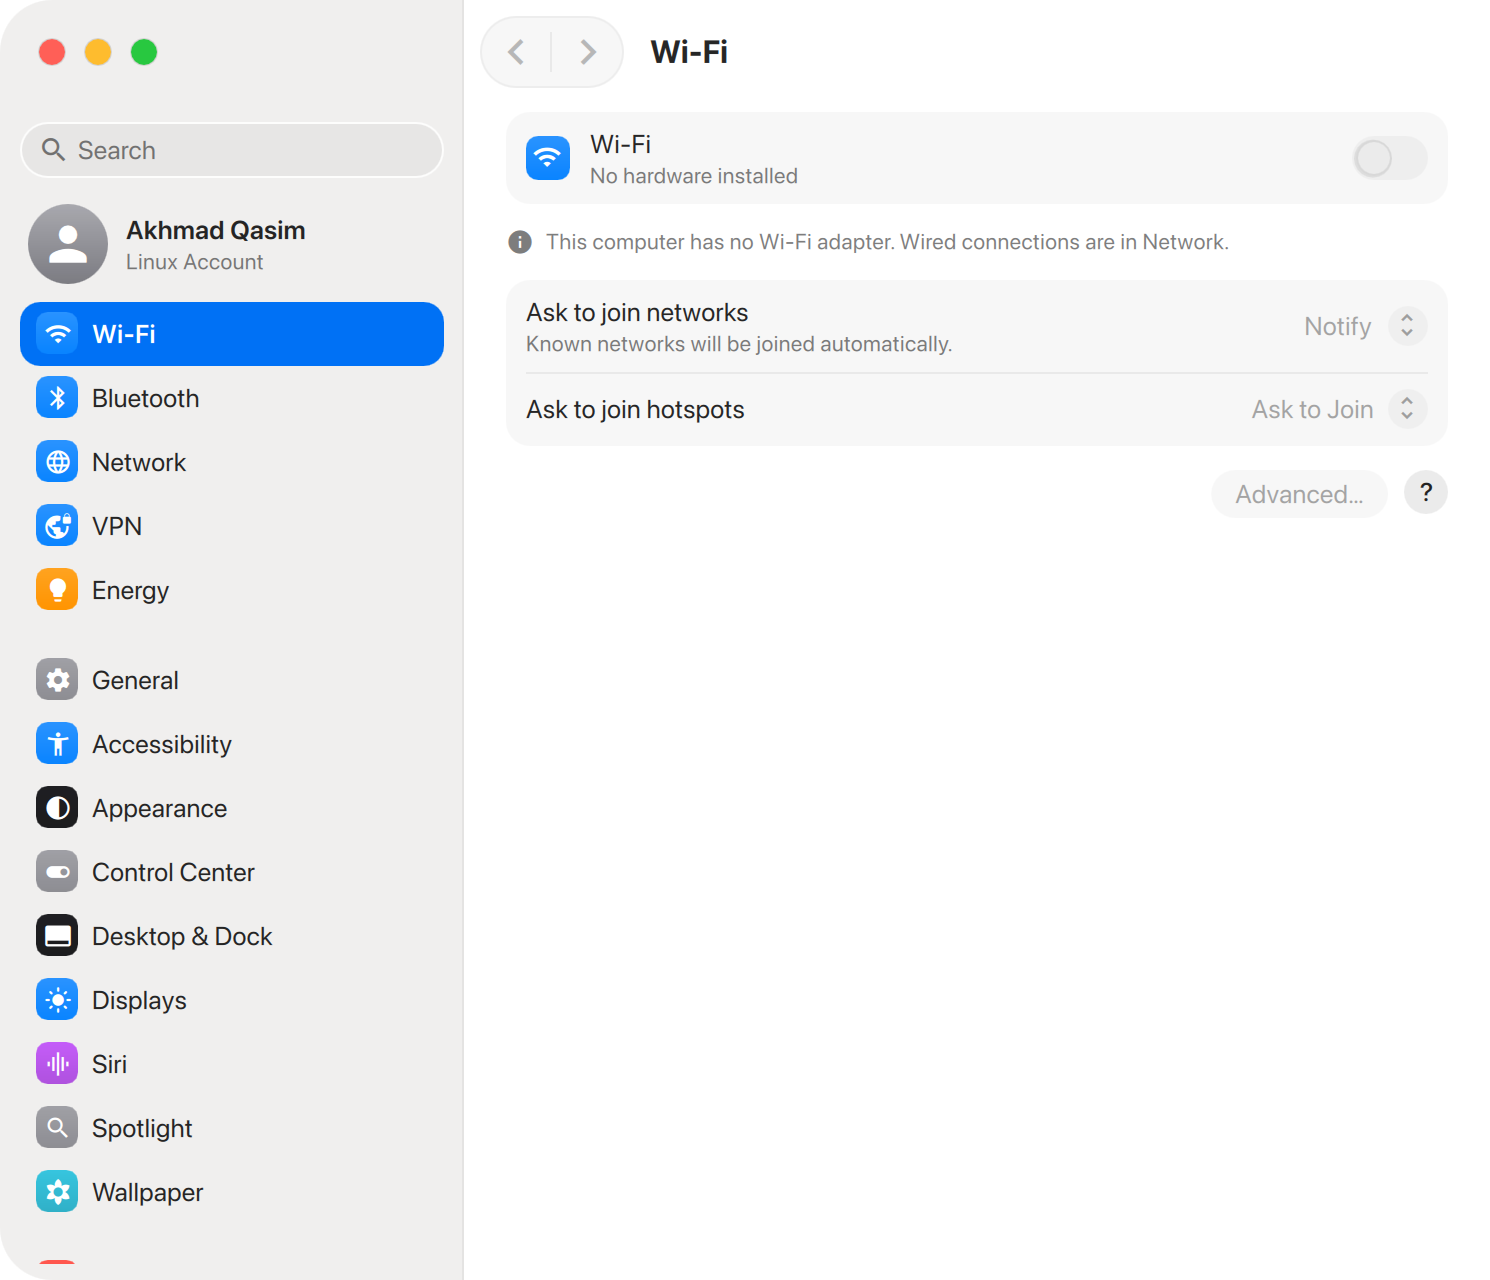 Search
Akhmad Qasim
Linux Account
Wi-Fi
Bluetooth
Network
VPN
Energy
General
Accessibility
Appearance
Control Center
Desktop & Dock
Displays
Siri
Spotlight
Wallpaper
Wi-Fi
Wi-Fi
No hardware installed
This computer has no Wi-Fi adapter. Wired connections are in Network.
Ask to join networks
Known networks will be joined automatically.
Notify
Ask to join hotspots
Ask to Join
Advanced...
?